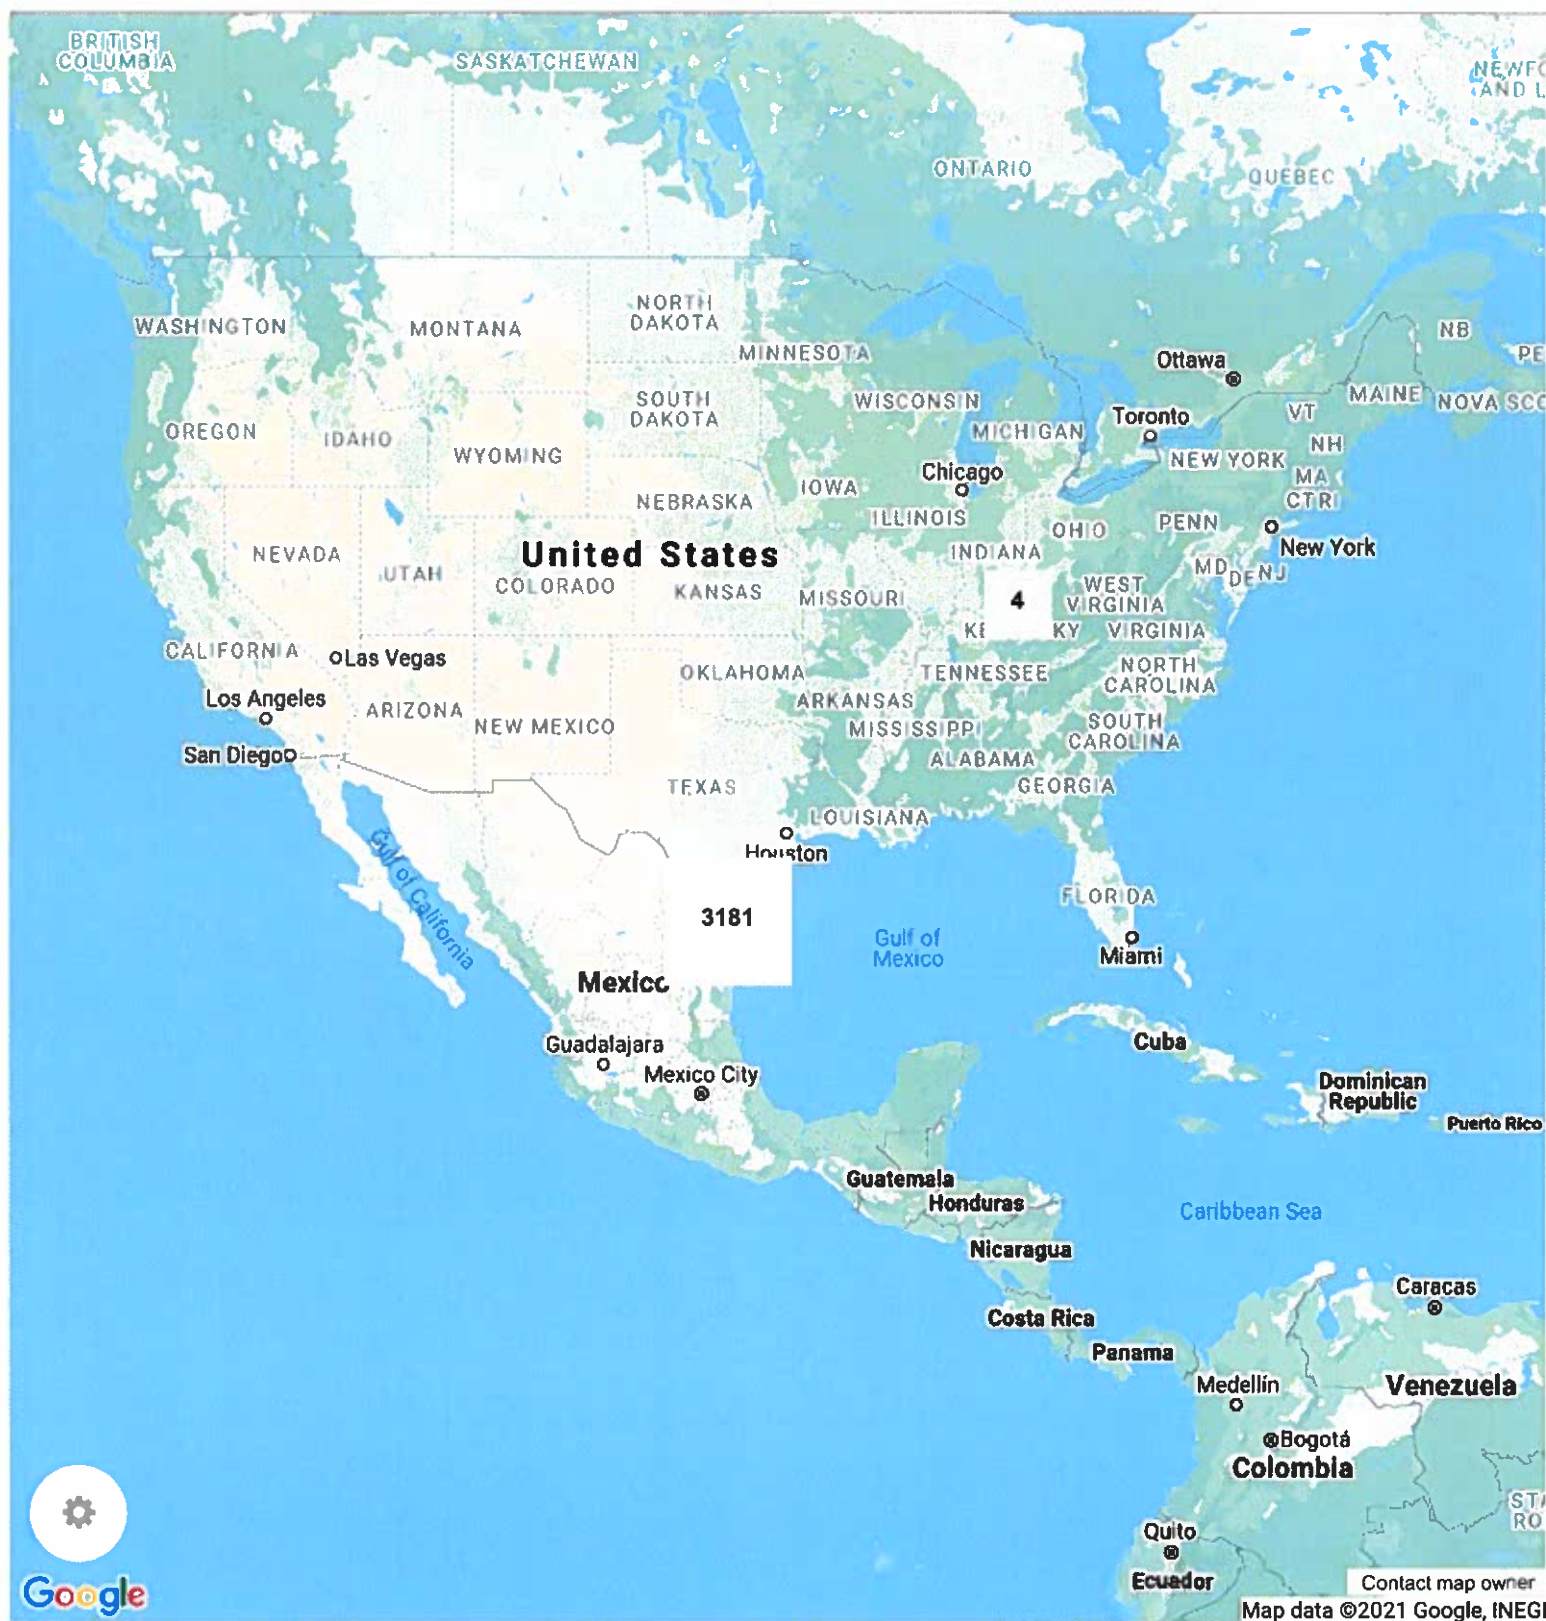 BRITISH
COLUMBIA
SASKATCHEWAN
ONTARIO
QUEBEC
WASHINGTON
MONTANA
NORTH
DAKOTA
MINNESOTA
NB
Ottawa
MAINE
NOVA SCO
OREGON
IDAHO
WYOMING
SOUTH
DAKOTA
WISCONSIN
MICHIGAN
Toronto
VT
NH
NEW YORK
MA
CT RI
Chicago
NEBRASKA
IOWA
ILLINOIS
INDIANA
OHIO
PENN
New York
NEVADA
UTAH
United States
COLORADO
KANSAS
MISSOURI
4
WEST
VIRGINIA
MD
DE
NJ
KE
KY
VIRGINIA
CALIFORNIA
Las Vegas
Los Angeles
ARIZONA
NEW MEXICO
OKLAHOMA
ARKANSAS
TENNESSEE
NORTH
CAROLINA
San Diego
MISSISSIPPI
ALABAMA
SOUTH
CAROLINA
GEORGIA
TEXAS
LOUISIANA
Houston
FLORIDA
Miami
Gulf of California
3181
Gulf of
Mexico
Mexico
Guadalajara
Mexico City
Cuba
Dominican
Republic
Puerto Rico
Guatemala
Honduras
Nicaragua
Caribbean Sea
Costa Rica
Panama
Caracas
Venezuela
Medellín
Bogotá
Colombia
Quito
Ecuador
Google
Contact map owner
Map data ©2021 Google, INEGI